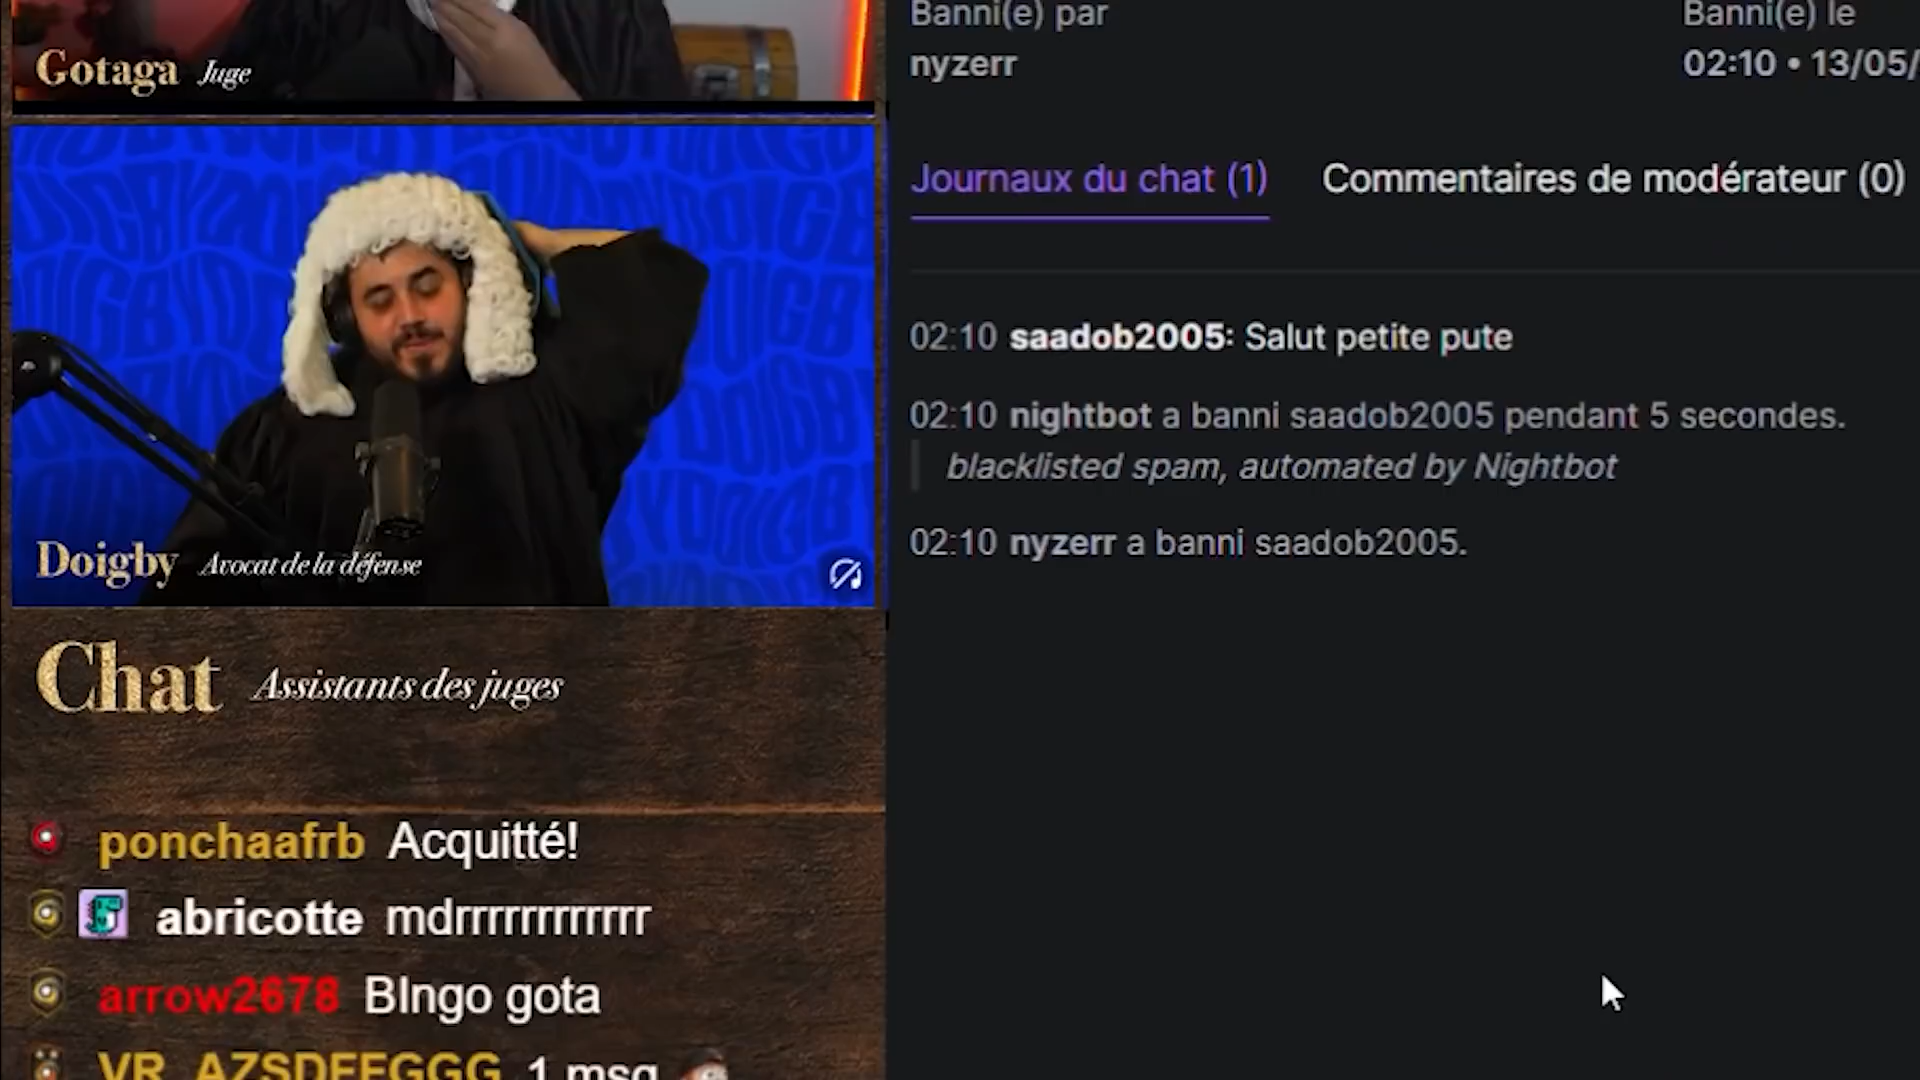 Gotaga Juge
Doigby Avocat de la défense
Chat Assistants des juges
ponchaafrb Acquitté!
abricotte mdrrrrrrrrrrrrr
arrow2678 BIngo gota
VR_AZSDFFGGG 1 msg
Banni(e) par
nyzerr
Banni(e) le
02:10 • 13/05/
Journaux du chat (1)
Commentaires de modérateur (0)
02:10 saadob2005: Salut petite pute
02:10 nightbot a banni saadob2005 pendant 5 secondes.
blacklisted spam, automated by Nightbot
02:10 nyzerr a banni saadob2005.